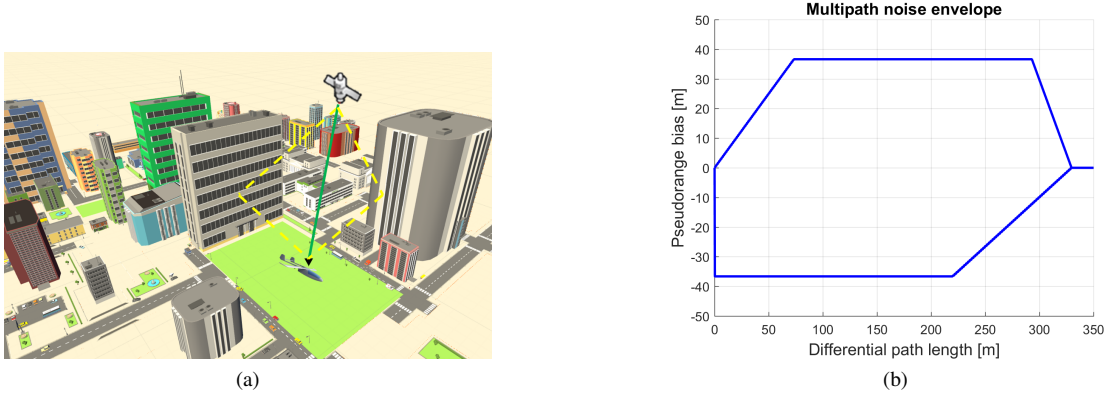 Multipath noise envelope
50
40
30
20
10
0
-10
-20
-30
-40
-50
Pseudorange bias [m]
0 50 100 150 200 250 300 350
Differential path length [m]
(a) (b)